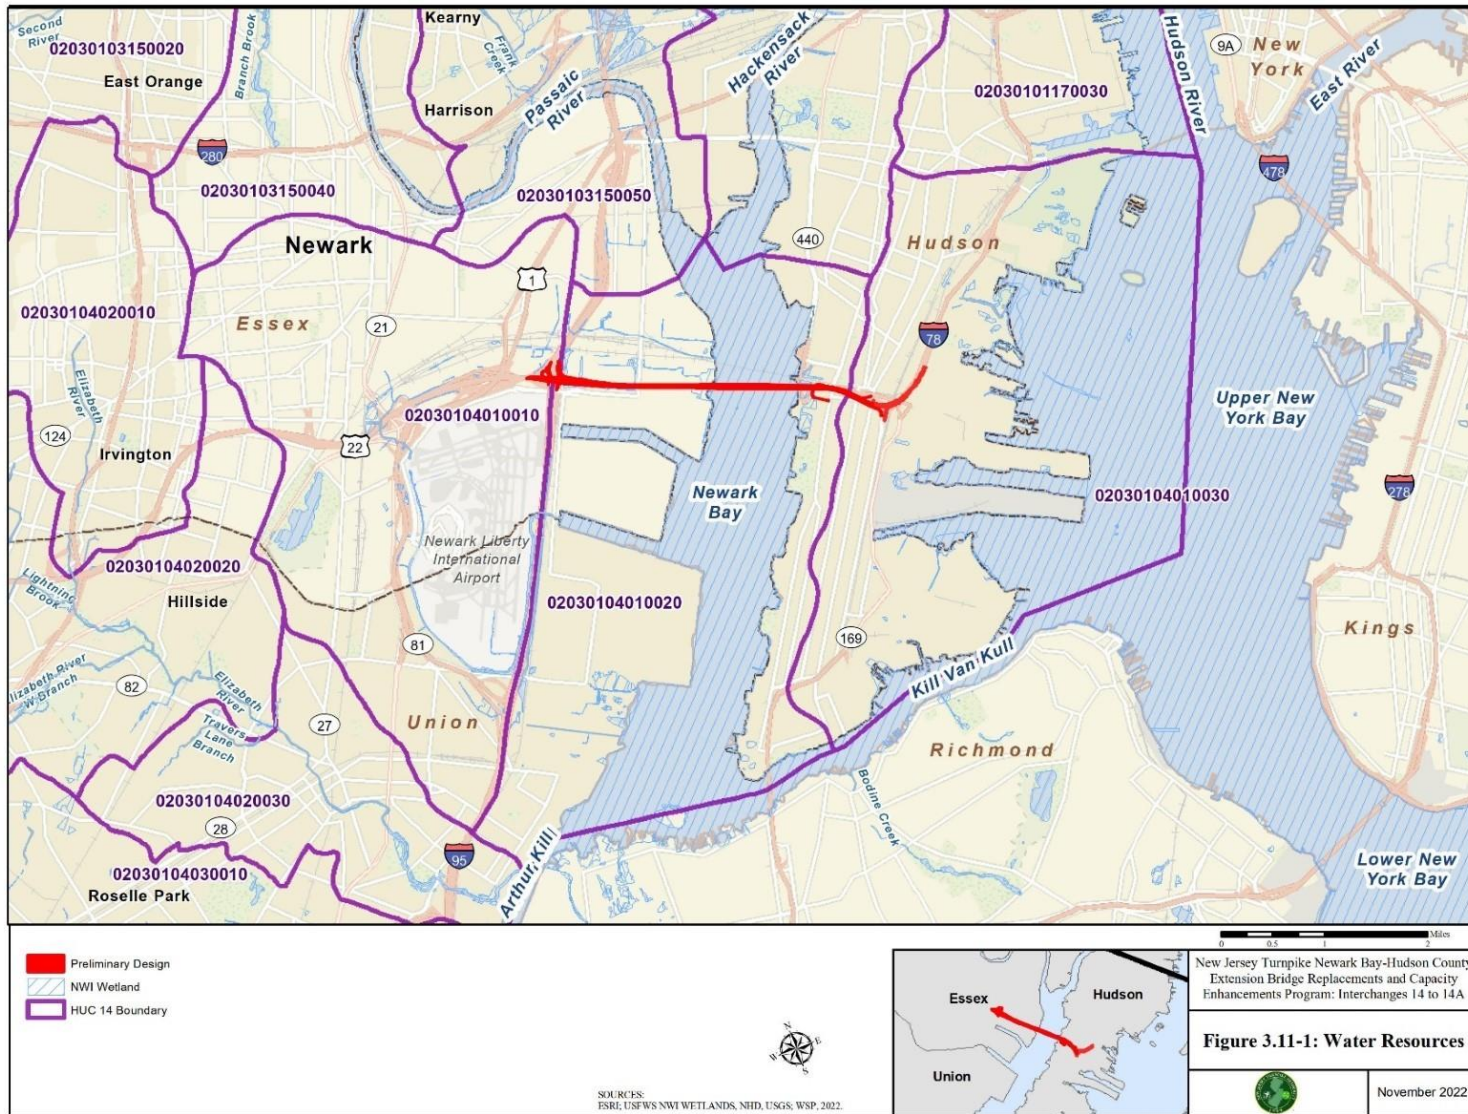 Second
River
02030103150020
East Orange
Branch Brook
Kearny
Frank
Creek
Harrison
Passaic
River
Hackensack
River
02030101170030
Hudson River
9A
New
York
East River
280
478
02030103150040
02030103150050
Newark
440
Hudson
1
02030104020010
Essex
21
78
Elizabeth
River
02030104010010
Upper New
York Bay
124
22
Irvington
Newark
Bay
02030104010030
278
Newark Liberty
International
Airport
02030104020020
Hillside
Lightning
Brook
02030104010020
Kings
81
169
Kill Van Kull
Elizabeth River
W Branch
82
Elizabeth
River
Travers
Lane
Branch
27
Union
Richmond
Bodine Creek
02030104020030
28
95
Arthur Kill
02030104030010
Roselle Park
Lower New
York Bay
Preliminary Design
NWI Wetland
HUC 14 Boundary
N
E
S
W
SOURCES:
ESRI; USFWS NWI WETLANDS, NHD, USGS; WSP, 2022.
Essex
Hudson
Union
Miles
0 0.5 1 2
New Jersey Turnpike Newark Bay-Hudson County
Extension Bridge Replacements and Capacity
Enhancements Program: Interchanges 14 to 14A
Figure 3.11-1: Water Resources
November 2022